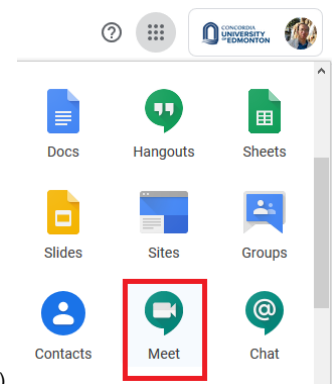 CONCORDIA
UNIVERSITY
OF EDMONTON
Docs Hangouts Sheets
Slides Sites Groups
Contacts Meet Chat
)